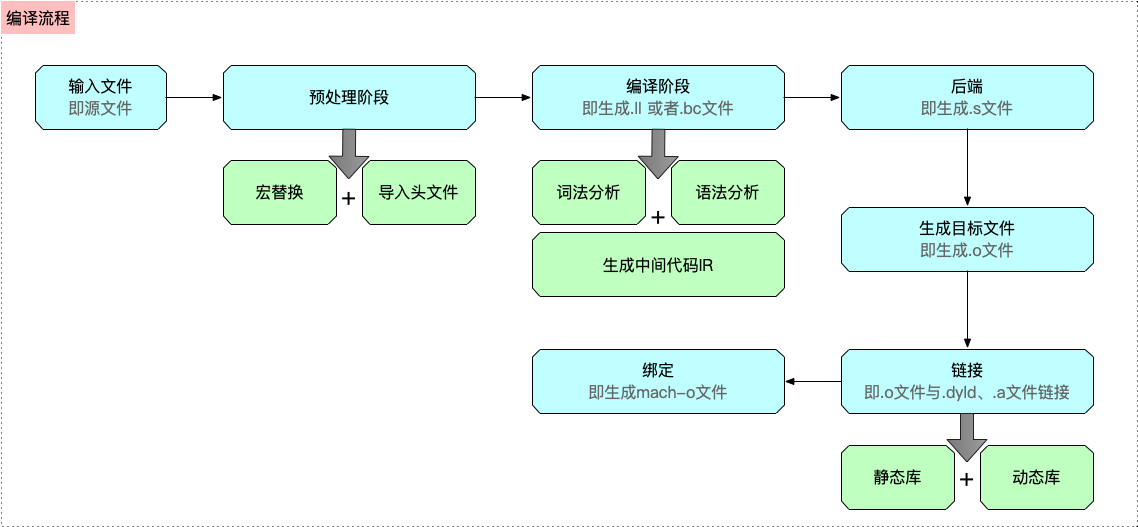 编译流程
输入文件
即源文件
预处理阶段
编译阶段
即生成.ll 或者.bc文件
后端
即生成.s文件
宏替换
+
导入头文件
词法分析
+
语法分析
生成中间代码IR
生成目标文件
即生成.o文件
绑定
即生成mach-o文件
链接
即.o文件与.dyld、.a文件链接
静态库
+
动态库